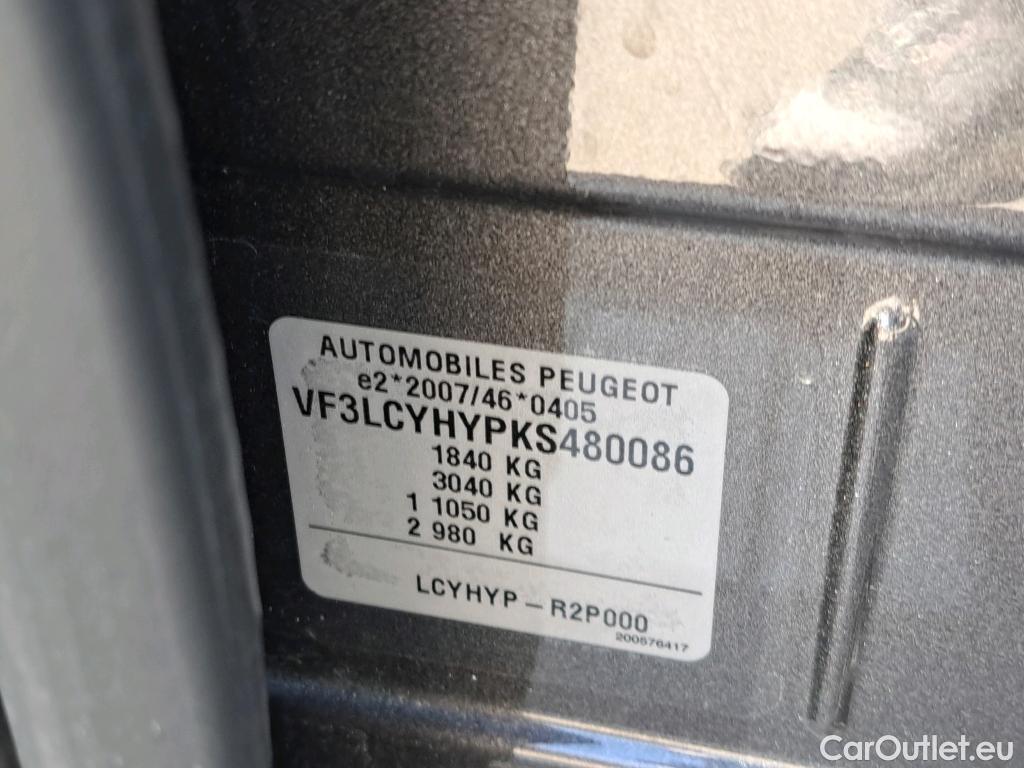 AUTOMOBILES PEUGEOT
e2*2007/46*0405
VF3LCYHYPKS480086
1840 KG
3040 KG
1 1050 KG
2 980 KG
LCYHYP – R2P000
200576417
CarOutlet.eu